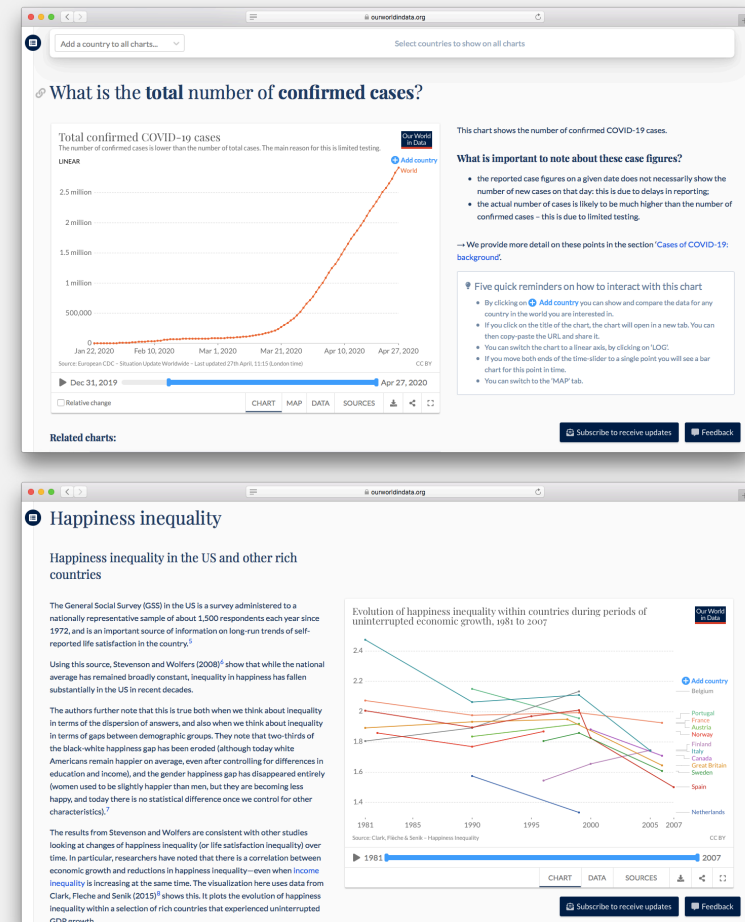 ourworldindata.org
Add a country to all charts...
Select countries to show on all charts
What is the total number of confirmed cases?
Total confirmed COVID-19 cases
The number of confirmed cases is lower than the number of total cases. The main reason for this is limited testing.
Our World
in Data
LINEAR
Add country
World
2.5 million
2 million
1.5 million
1 million
500,000
0
Jan 22, 2020 Feb 10, 2020 Mar 1, 2020 Mar 21, 2020 Apr 10, 2020 Apr 27, 2020
Source: European CDC – Situation Update Worldwide – Last updated 27th April, 11:15 (London time)
CC BY
Dec 31, 2019
Apr 27, 2020
Relative change
CHART MAP DATA SOURCES
Related charts:
This chart shows the number of confirmed COVID-19 cases.
What is important to note about these case figures?
• the reported case figures on a given date does not necessarily show the
number of new cases on that day: this is due to delays in reporting;
• the actual number of cases is likely to be much higher than the number of
confirmed cases – this is due to limited testing.
→ We provide more detail on these points in the section 'Cases of COVID-19:
background'.
Five quick reminders on how to interact with this chart
• By clicking on Add country you can show and compare the data for any
country in the world you are interested in.
• If you click on the title of the chart, the chart will open in a new tab. You can
then copy-paste the URL and share it.
• You can switch the chart to a linear axis, by clicking on 'LOG'.
• If you move both ends of the time-slider to a single point you will see a bar
chart for this point in time.
• You can switch to the 'MAP' tab.
Subscribe to receive updates
Feedback
ourworldindata.org
Happiness inequality
Happiness inequality in the US and other rich
countries
The General Social Survey (GSS) in the US is a survey administered to a
nationally representative sample of about 1,500 respondents each year since
1972, and is an important source of information on long-run trends of self-
reported life satisfaction in the country.5
Using this source, Stevenson and Wolfers (2008)6 show that while the national
average has remained broadly constant, inequality in happiness has fallen
substantially in the US in recent decades.
The authors further note that this is true both when we think about inequality
in terms of the dispersion of answers, and also when we think about inequality
in terms of gaps between demographic groups. They note that two-thirds of
the black-white happiness gap has been eroded (although today white
Americans remain happier on average, even after controlling for differences in
education and income), and the gender happiness gap has disappeared entirely
(women used to be slightly happier than men, but they are becoming less
happy, and today there is no statistical difference once we control for other
characteristics).7
The results from Stevenson and Wolfers are consistent with other studies
looking at changes of happiness inequality (or life satisfaction inequality) over
time. In particular, researchers have noted that there is a correlation between
economic growth and reductions in happiness inequality—even when income
inequality is increasing at the same time. The visualization here uses data from
Clark, Fleche and Senik (2015)8 shows this. It plots the evolution of happiness
inequality within a selection of rich countries that experienced uninterrupted
GDP growth.
Evolution of happiness inequality within countries during periods of
uninterrupted economic growth, 1981 to 2007
Our World
in Data
Add country
2.4
2.2
2
1.8
1.6
1.4
Belgium
Portugal
France
Austria
Norway
Finland
Italy
Canada
Great Britain
Sweden
Spain
Netherlands
1981 1985 1990 1995 2000 2005 2007
Source: Clark, Flèche & Senik – Happiness Inequality
CC BY
1981
2007
CHART DATA SOURCES
Subscribe to receive updates
Feedback